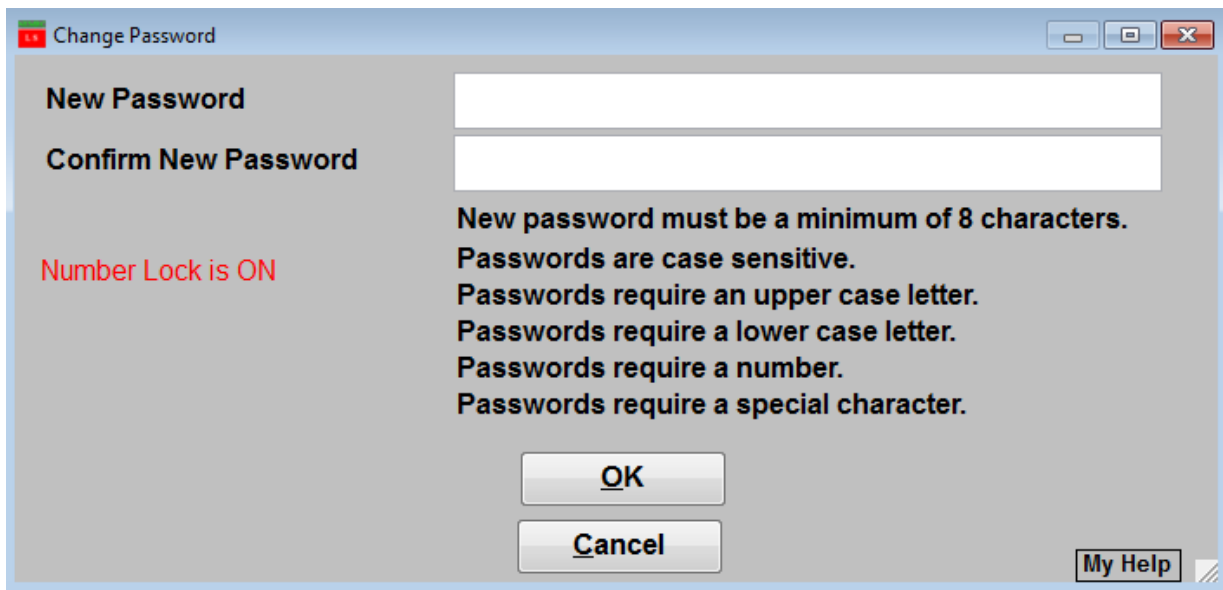 LS Change Password
New Password
Confirm New Password
New password must be a minimum of 8 characters.
Number Lock is ON
Passwords are case sensitive.
Passwords require an upper case letter.
Passwords require a lower case letter.
Passwords require a number.
Passwords require a special character.
OK
Cancel
My Help